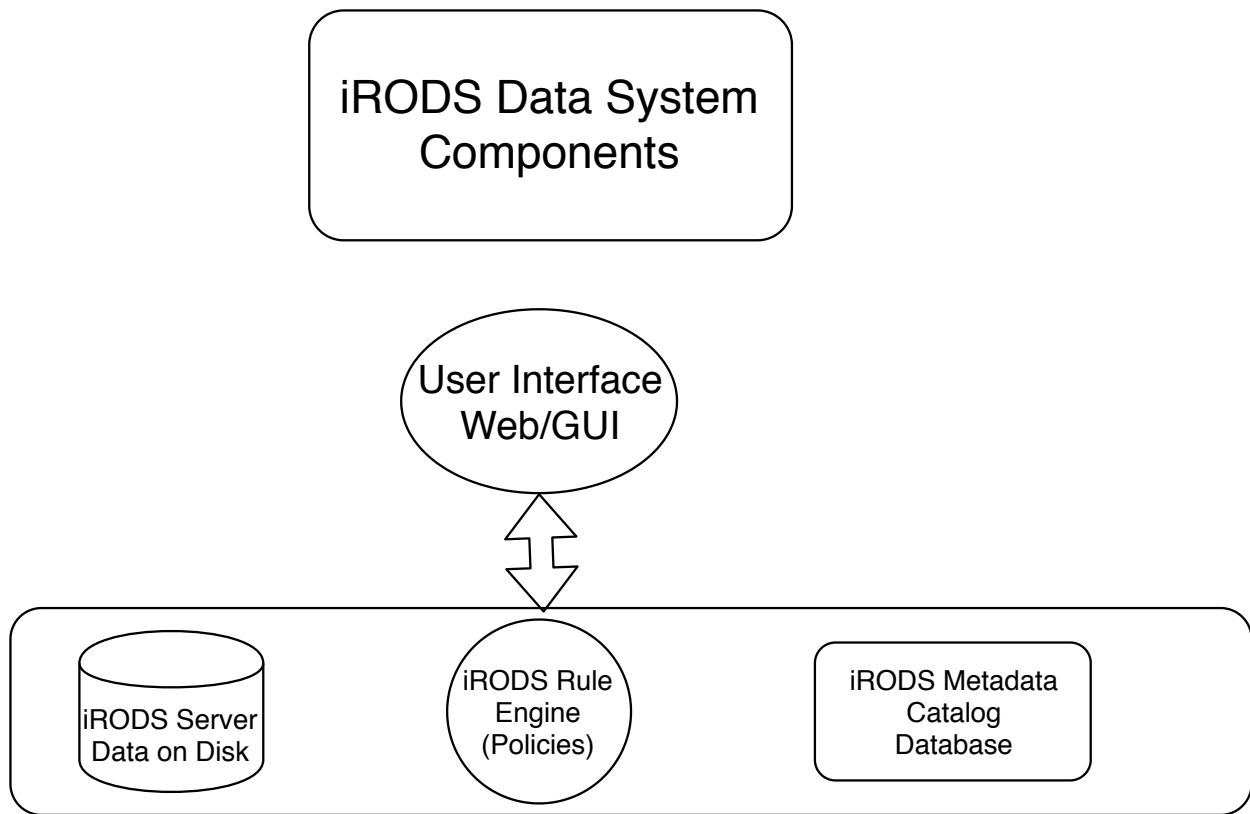 iRODS Data System
Components
User Interface
Web/GUI
iRODS Server
Data on Disk
iRODS Rule
Engine
(Policies)
iRODS Metadata
Catalog
Database